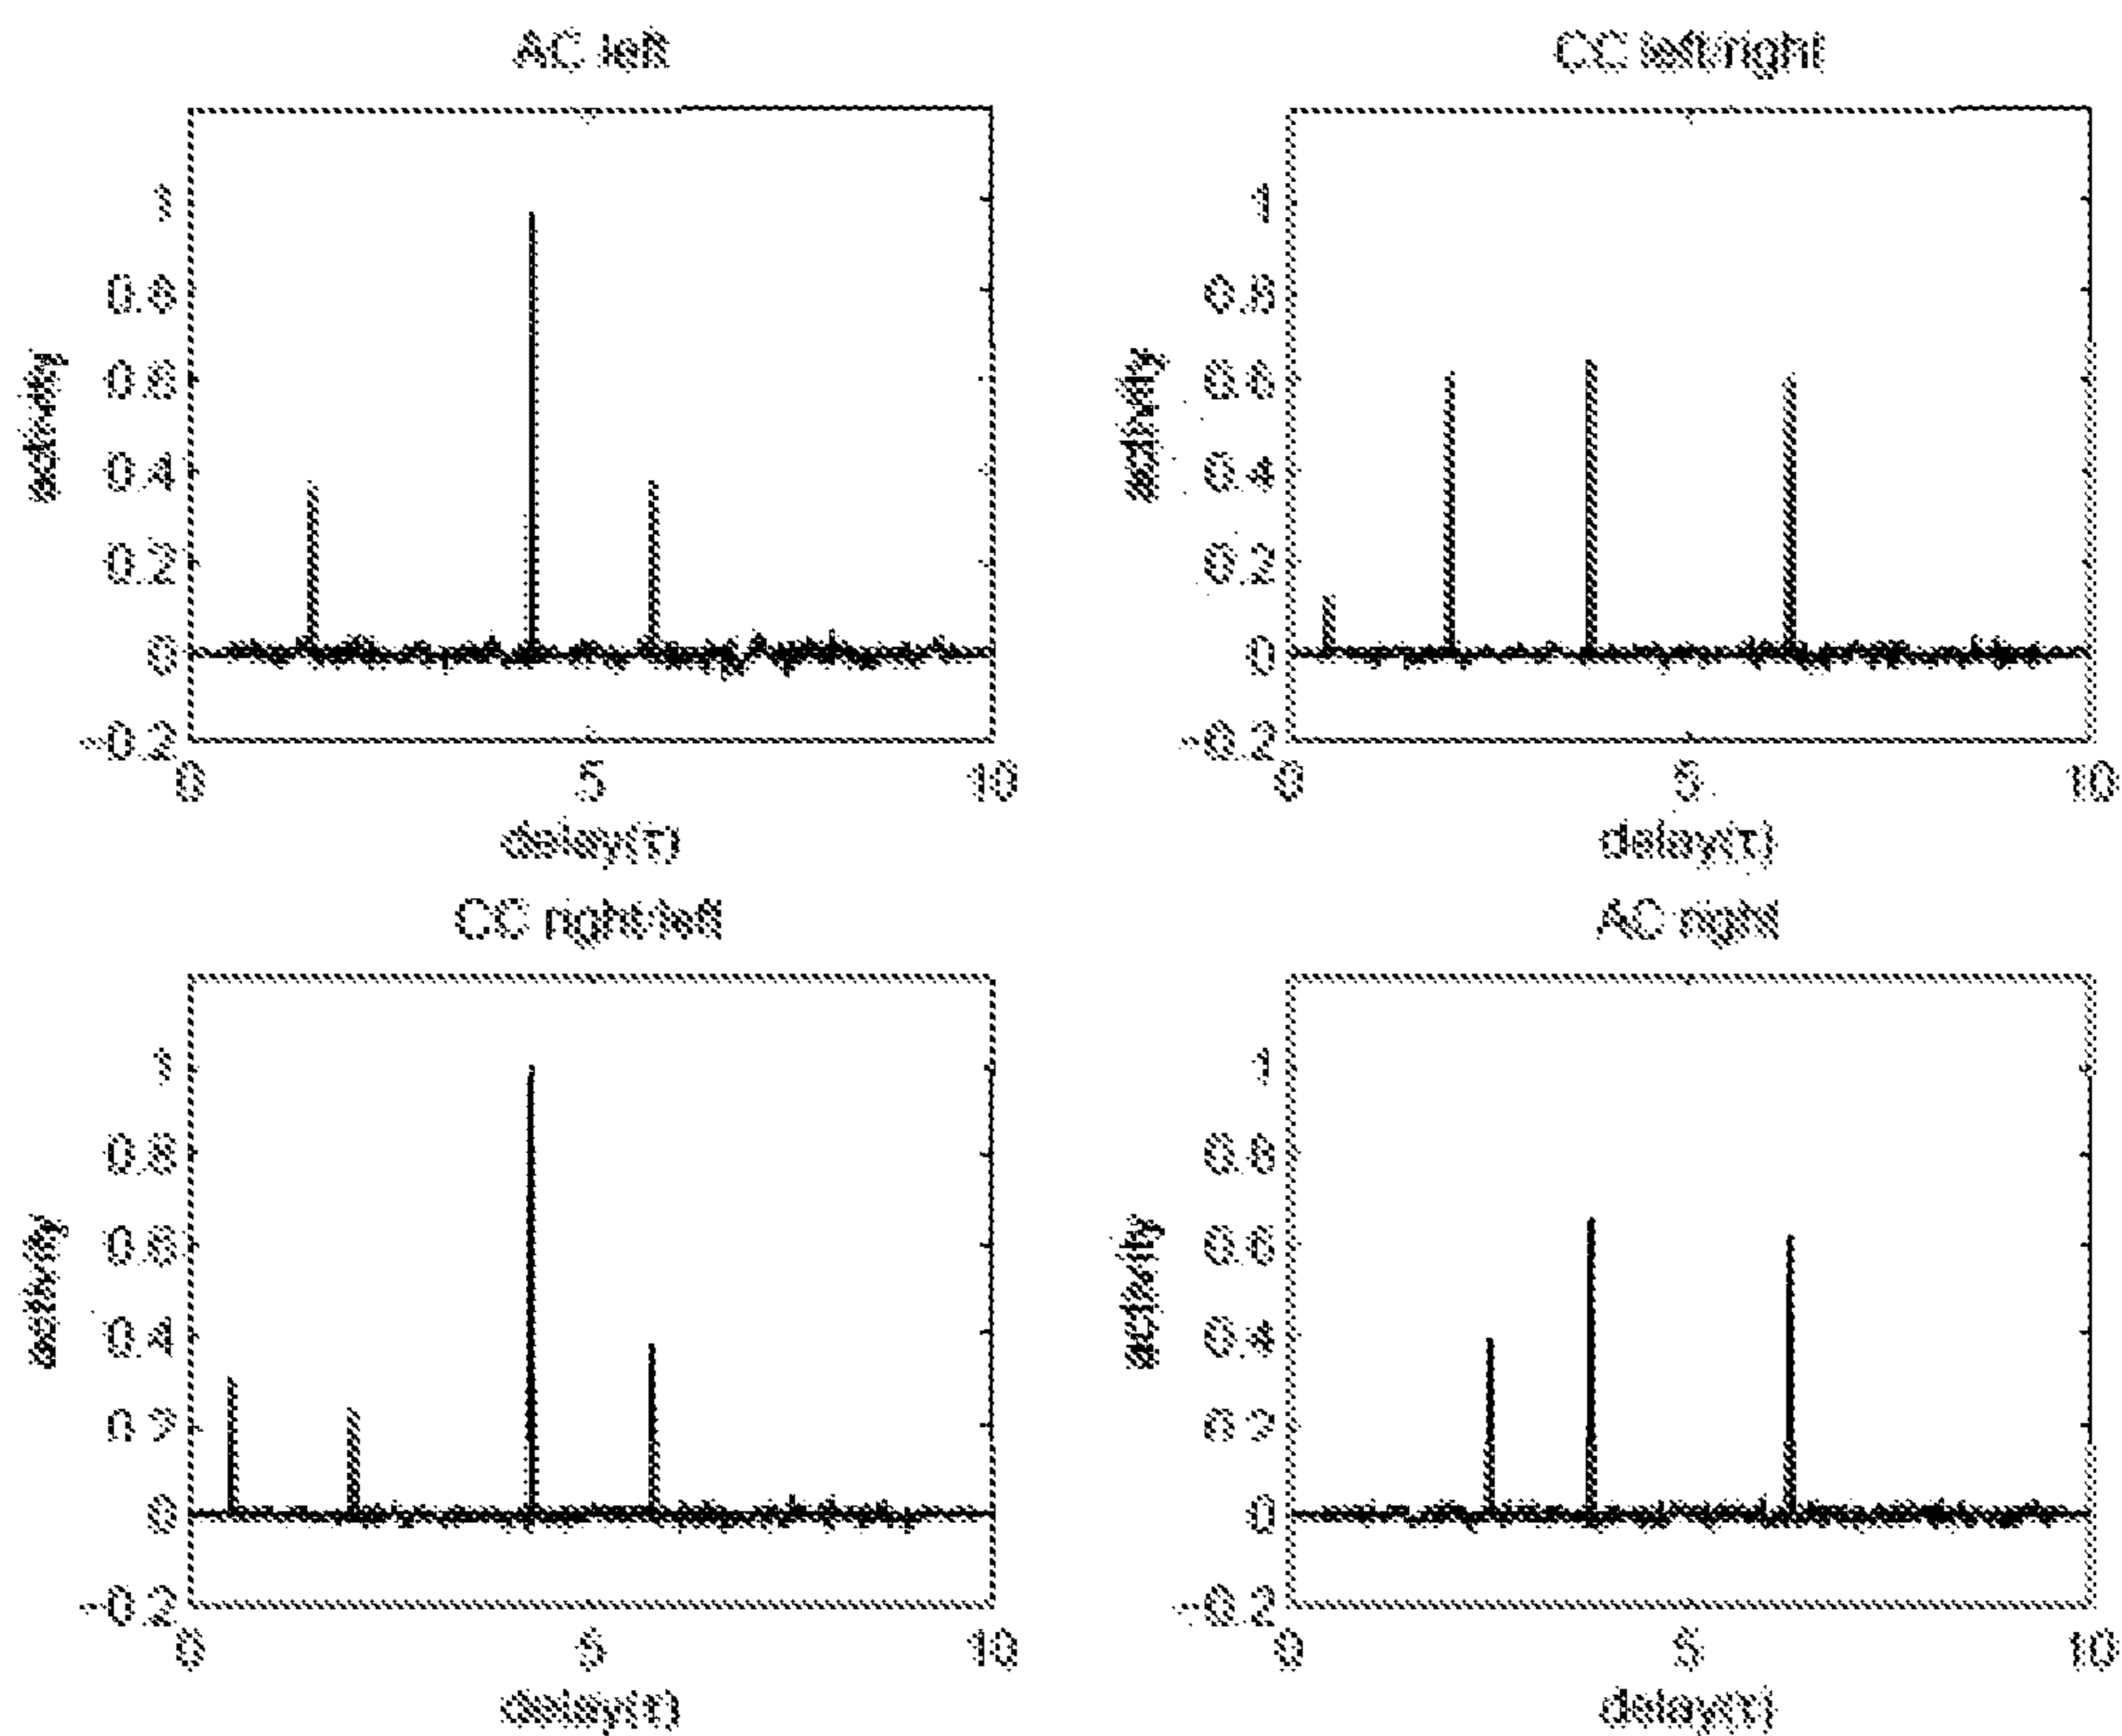 AC left
1
0.8
0.6
0.4
0.2
0
-0.2
activity
0 5 10
delay(τ)
CC left/right
1
0.8
0.6
0.4
0.2
0
-0.2
activity
0 5 10
delay(τ)
CC right/left
1
0.8
0.6
0.4
0.2
0
-0.2
activity
0 5 10
delay(τ)
AC right
1
0.8
0.6
0.4
0.2
0
-0.2
activity
0 5 10
delay(τ)